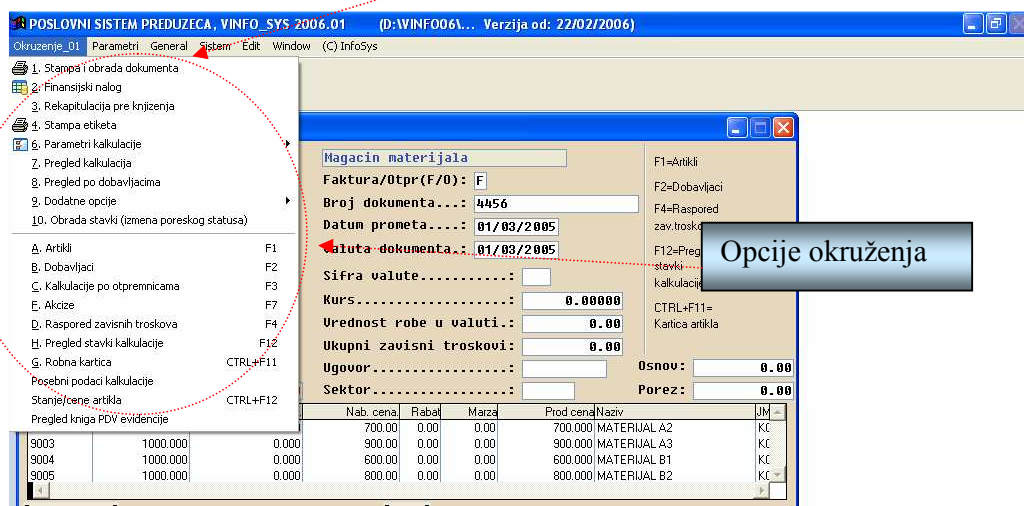 POSLOVNI SISTEM PREDUZECA, VINFO_SYS 2006.01 (D:\VINFO06\... Verzija od: 22/02/2006)
Okruzenje_01 Parametri General Sistem Edit Window (C) InfoSys
1. Stampa i obrada dokumenta
2. Finansijski nalog
3. Rekapitulacija pre knjizenja
4. Stampa etiketa
6. Parametri kalkulacije
7. Pregled kalkulacija
8. Pregled po dobavljacima
9. Dodatne opcije
10. Obrada stavki (izmena poreskog statusa)
A. Artikli F1
B. Dobavljaci F2
C. Kalkulacije po otpremnicama F3
E. Akcize F7
D. Raspored zavisnih troskova F4
H. Pregled stavki kalkulacije F12
G. Robna kartica CTRL+F11
Posebni podaci kalkulacije
Stanje/cene artikla CTRL+F12
Pregled kniga PDV evidencije
Magacin materijala
Faktura/Otpr(F/O): F
Broj dokumenta...: 4456
Datum prometa....: 01/03/2005
Valuta dokumenta.: 01/03/2005
Sifra valute...........:
Kurs...................: 0.00000
Vrednost robe u valuti.: 0.00
Ukupni zavisni troskovi: 0.00
Ugovor.................:
Sektor.................:
F1=Artikli
F2=Dobavljaci
F4=Raspored
zav.trosko
F12=Preg
stavki
kalkulacije
CTRL+F11=
Kartica artikla
Opcije okruženja
Osnov: 0.00
Porez: 0.00
Nab. cena Rabat Marza Prod cena Naziv JM
700.00 0.00 0.00 700.000 MATERIJAL A2
9003 1000.000 0.000 900.00 0.00 0.00 900.000 MATERIJAL A3
9004 1000.000 0.000 600.00 0.00 0.00 600.000 MATERIJAL B1
9005 1000.000 0.000 800.00 0.00 0.00 800.000 MATERIJAL B2